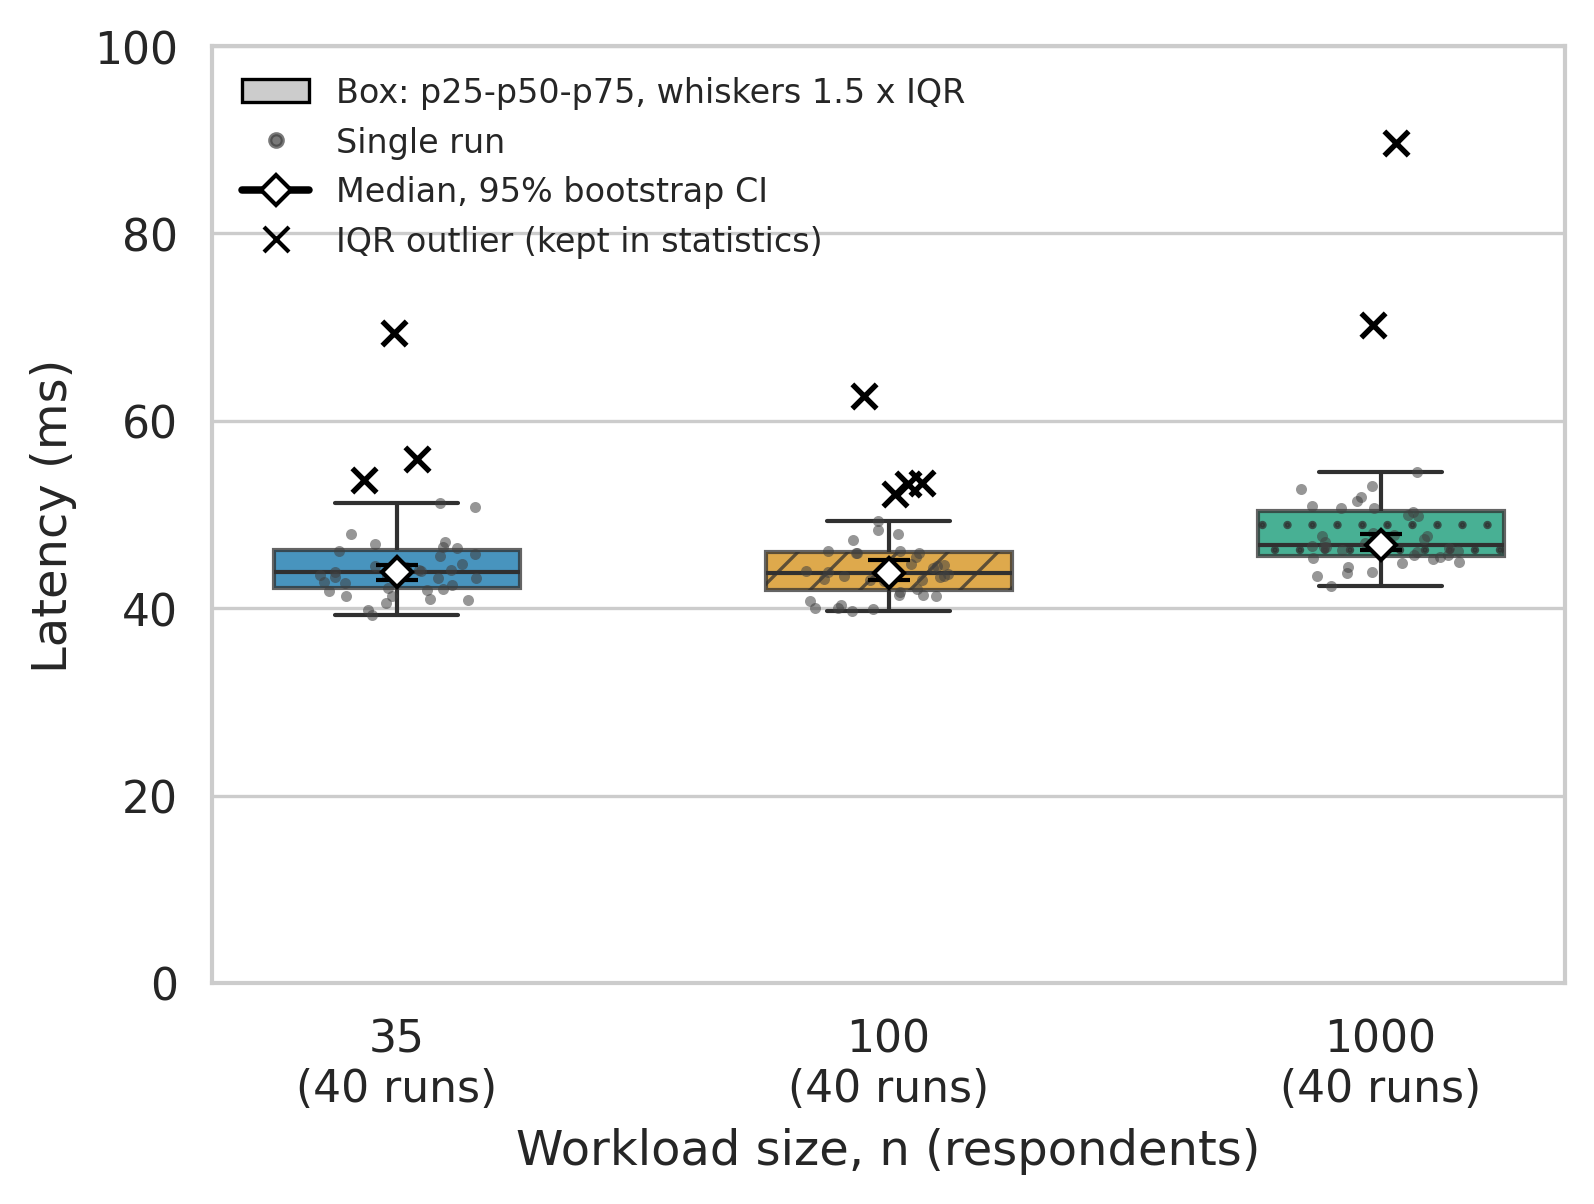 100
80
60
40
20
0
Latency (ms)
Box: p25-p50-p75, whiskers 1.5 x IQR
Single run
Median, 95% bootstrap CI
IQR outlier (kept in statistics)
35
(40 runs)
100
(40 runs)
1000
(40 runs)
Workload size, n (respondents)